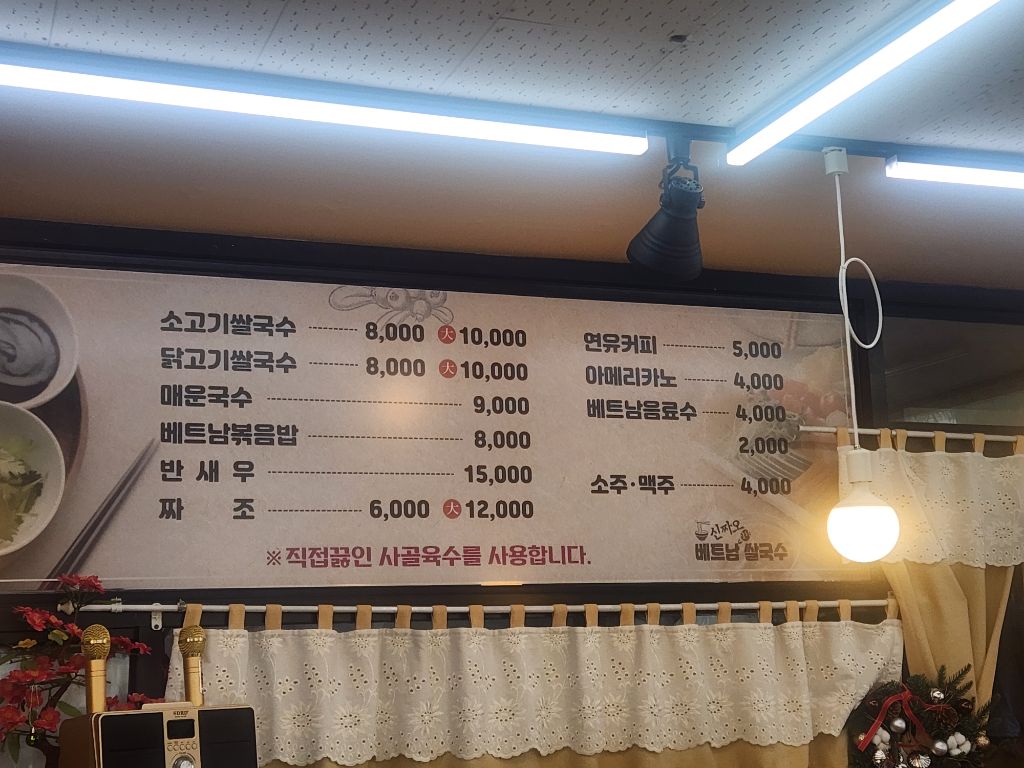 소고기쌀국수 8,000 大 10,000
닭고기쌀국수 8,000 大 10,000
매운국수 9,000
베트남볶음밥 8,000
반 새 우 15,000
짜 조 6,000 大 12,000
연유커피 5,000
아메리카노 4,000
베트남음료수 4,000
2,000
소주·맥주 4,000
※ 직접끓인 사골육수를 사용합니다.
신짜오
베트남 쌀국수